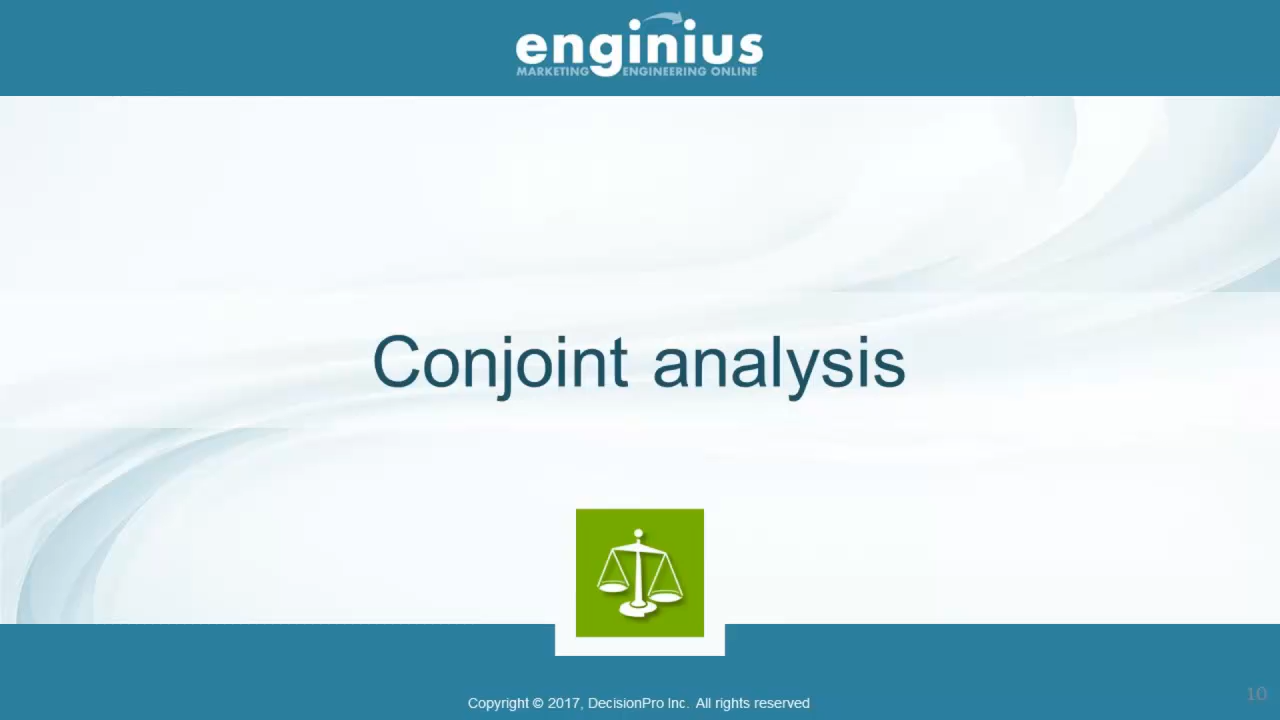 enginius
MARKETING ENGINEERING ONLINE
Conjoint analysis
Copyright © 2017, DecisionPro Inc. All rights reserved
10